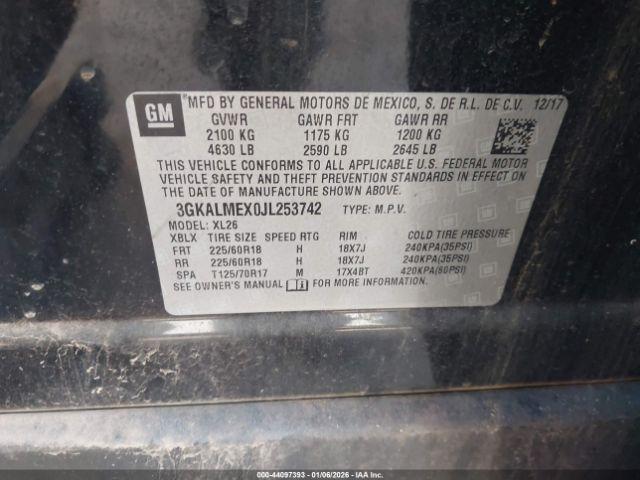 GM
®MFD BY GENERAL MOTORS DE MEXICO, S. DE R.L. DE C.V. 12/17
GVWR GAWR FRT GAWR RR
2100 KG 1175 KG 1200 KG
4630 LB 2590 LB 2645 LB
THIS VEHICLE CONFORMS TO ALL APPLICABLE U.S. FEDERAL MOTOR
VEHICLE SAFETY AND THEFT PREVENTION STANDARDS IN EFFECT ON
THE DATE OF MANUFACTURE SHOWN ABOVE.
3GKALMEX0JL253742 TYPE: M.P.V.
MODEL: XL26
XBLX TIRE SIZE SPEED RTG RIM COLD TIRE PRESSURE
FRT 225/60R18 H 18X7J 240KPA(35PSI)
RR 225/60R18 H 18X7J 240KPA(35PSI)
SPA T125/70R17 M 17X4BT 420KPA(60PSI)
SEE OWNER'S MANUAL FOR MORE INFORMATION.
000-44097393 - 01/06/2026 - IAA Holdings, LLC.